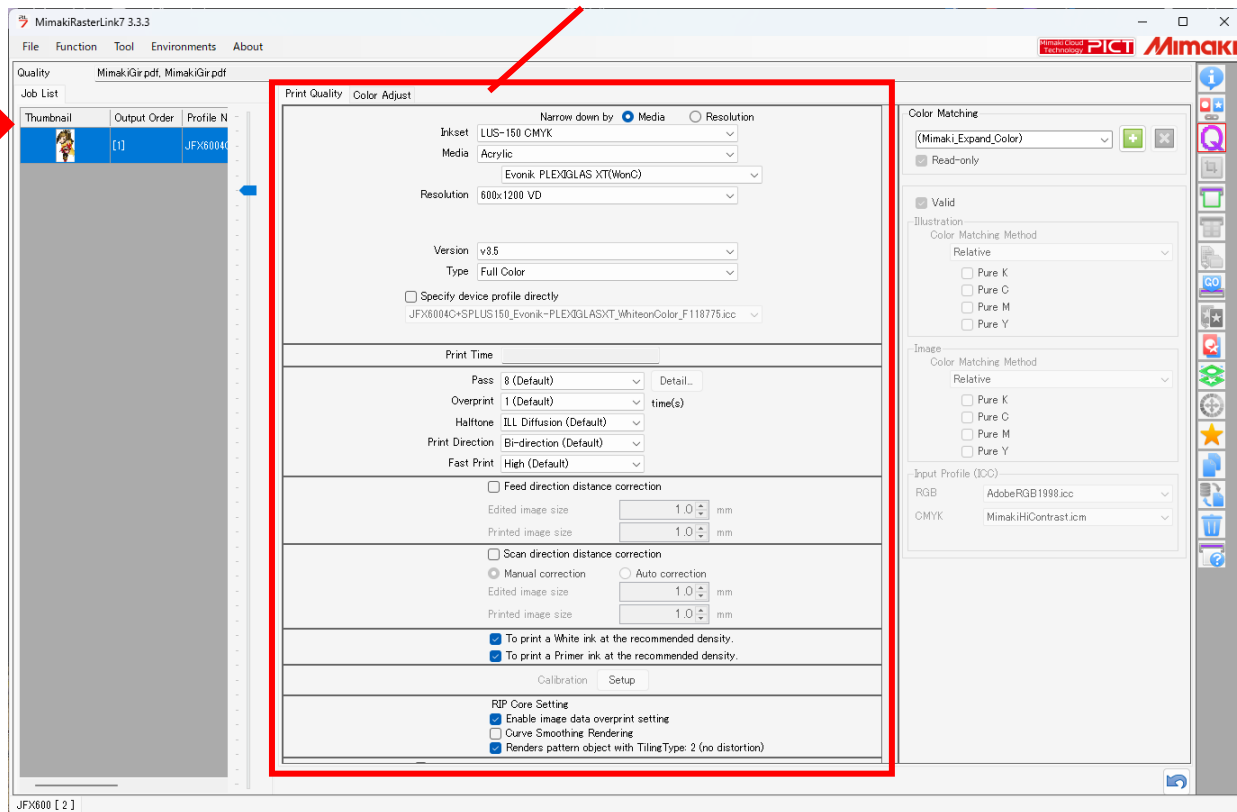 MimakiRasterLink7 3.3.3
File Function Tool Environments About
Mimaki Cloud Technology PICT Mimaki
Quality MimakiGir.pdf, MimakiGir.pdf
Job List
Thumbnail Output Order Profile N
[1] JFX6004C
Print Quality Color Adjust
Narrow down by Media Resolution
Inkset LUS-150 CMYK
Media Acrylic
Evonik PLEXIGLAS XT(WonC)
Resolution 600x1200 VD
Version v3.5
Type Full Color
Specify device profile directly
JFX6004C+SPLUS150_Evonik-PLEXIGLASXT_WhiteonColor_F118775.icc
Print Time
Pass 8 (Default) Detail...
Overprint 1 (Default) time(s)
Halftone ILL Diffusion (Default)
Print Direction Bi-direction (Default)
Fast Print High (Default)
Feed direction distance correction
Edited image size 1.0 mm
Printed image size 1.0 mm
Scan direction distance correction
Manual correction Auto correction
Edited image size 1.0 mm
Printed image size 1.0 mm
To print a White ink at the recommended density.
To print a Primer ink at the recommended density.
Calibration Setup
RIP Core Setting
Enable image data overprint setting
Curve Smoothing Rendering
Renders pattern object with TilingType: 2 (no distortion)
Color Matching
(Mimaki_Expand_Color)
Read-only
Valid
Illustration
Color Matching Method
Relative
Pure K
Pure C
Pure M
Pure Y
Image
Color Matching Method
Relative
Pure K
Pure C
Pure M
Pure Y
Input Profile (ICC)
RGB AdobeRGB1998.icc
CMYK MimakiHiContrast.icm
Q
GO
JFX600 [ 2 ]